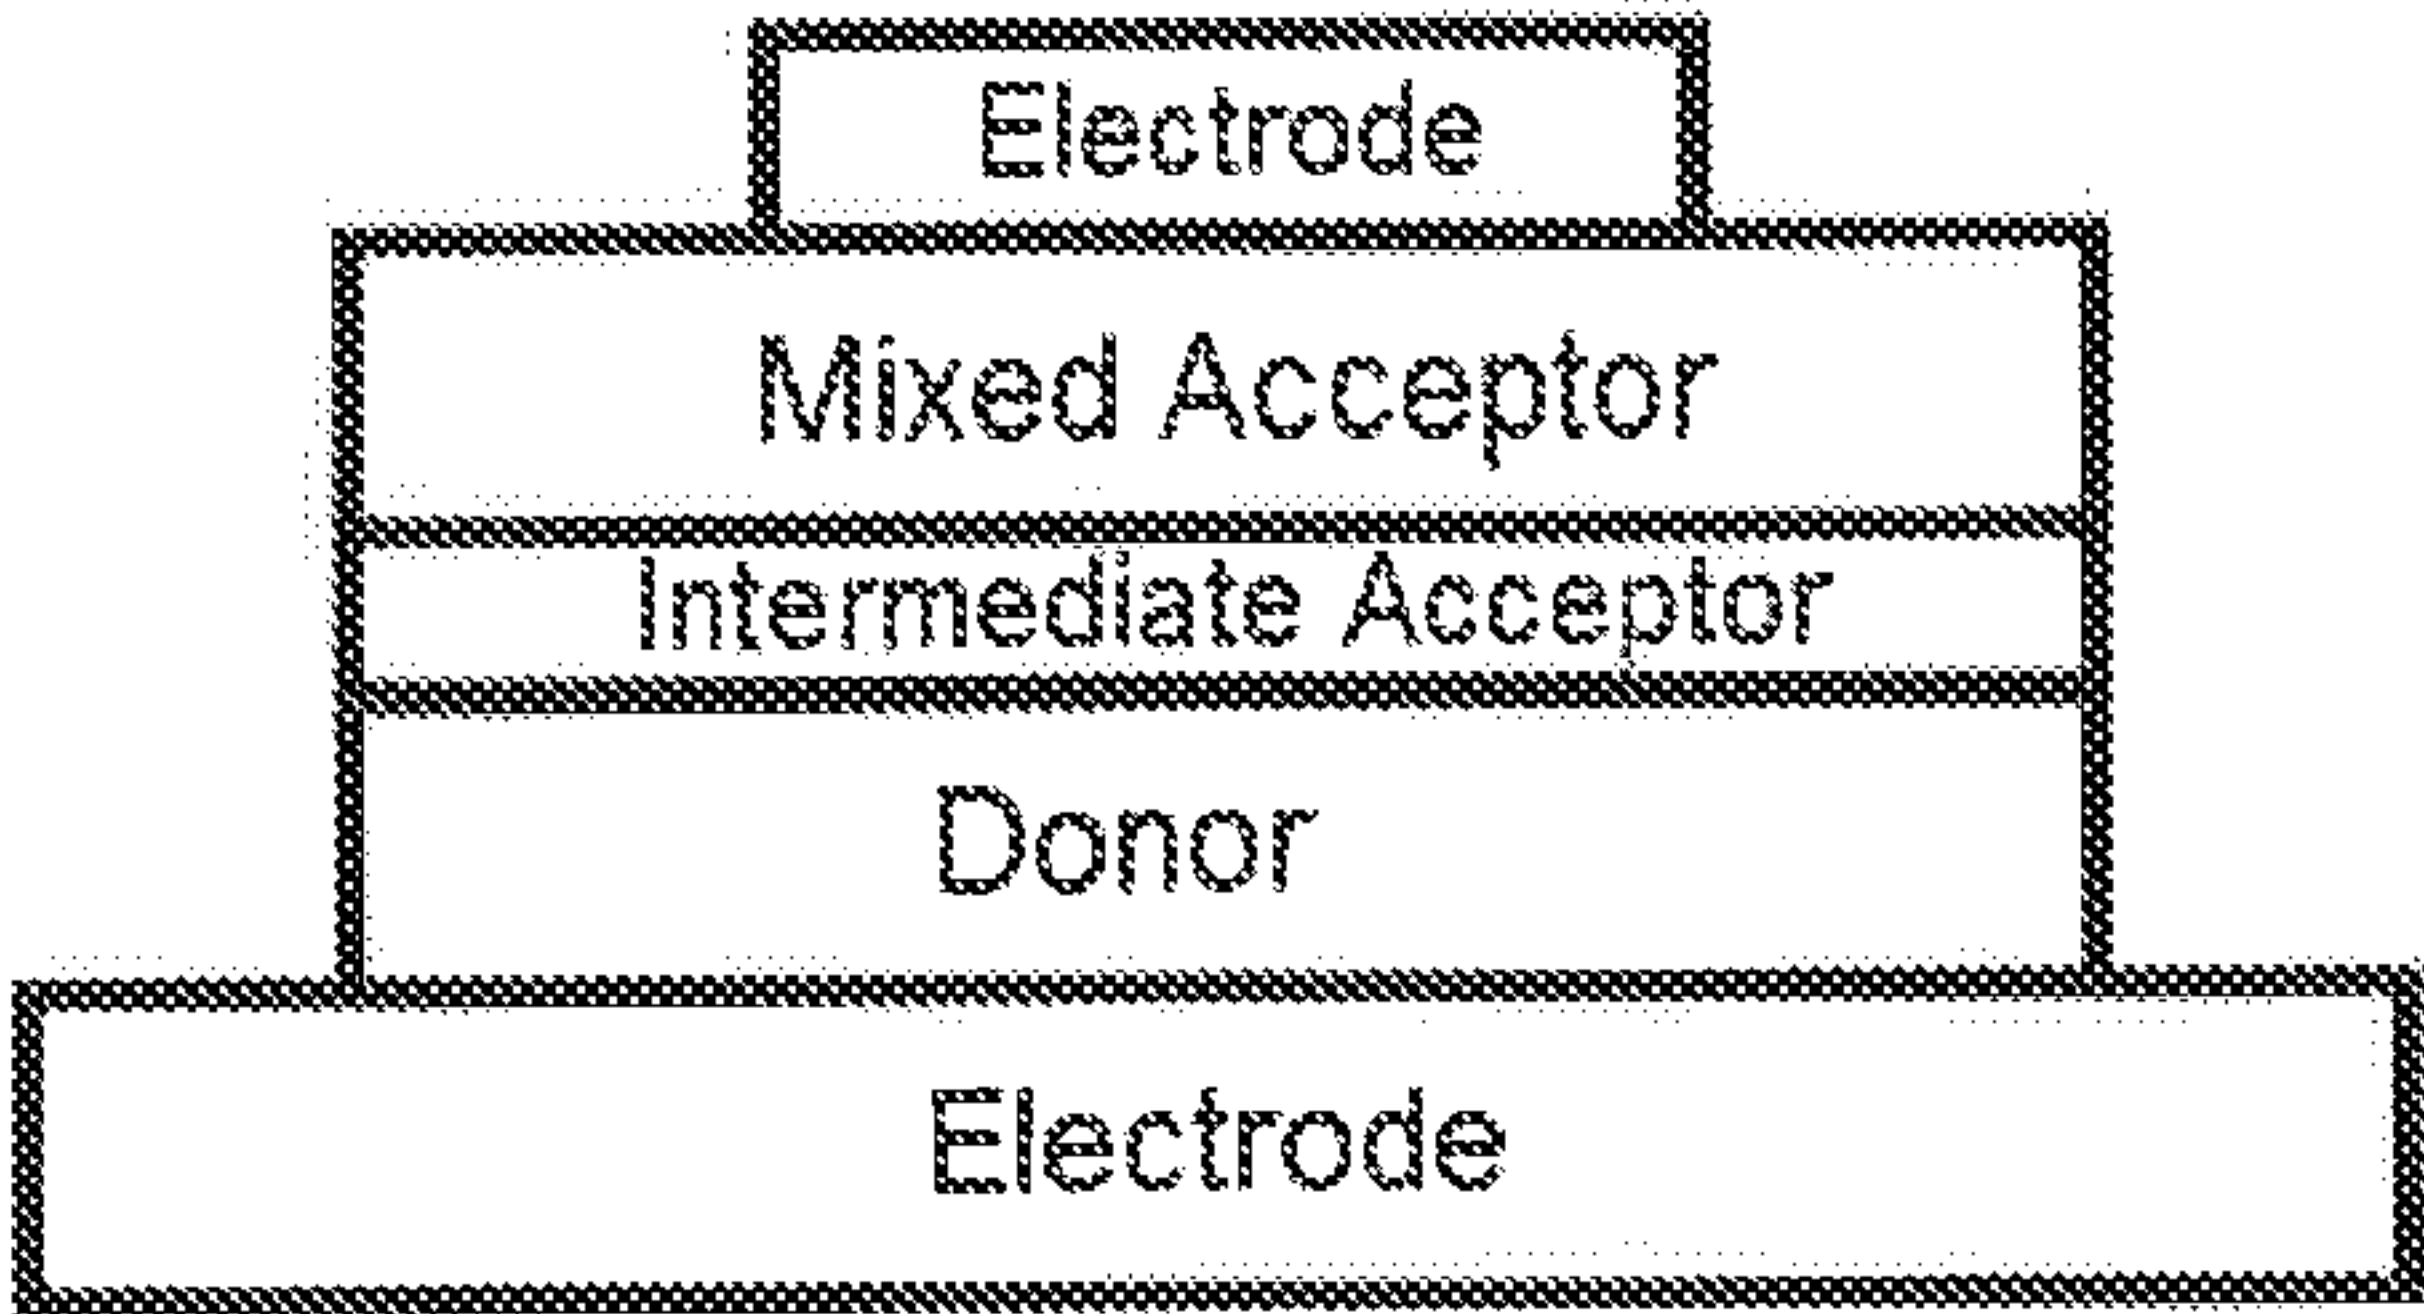 Electrode
Mixed Acceptor
Intermediate Acceptor
Donor
Electrode